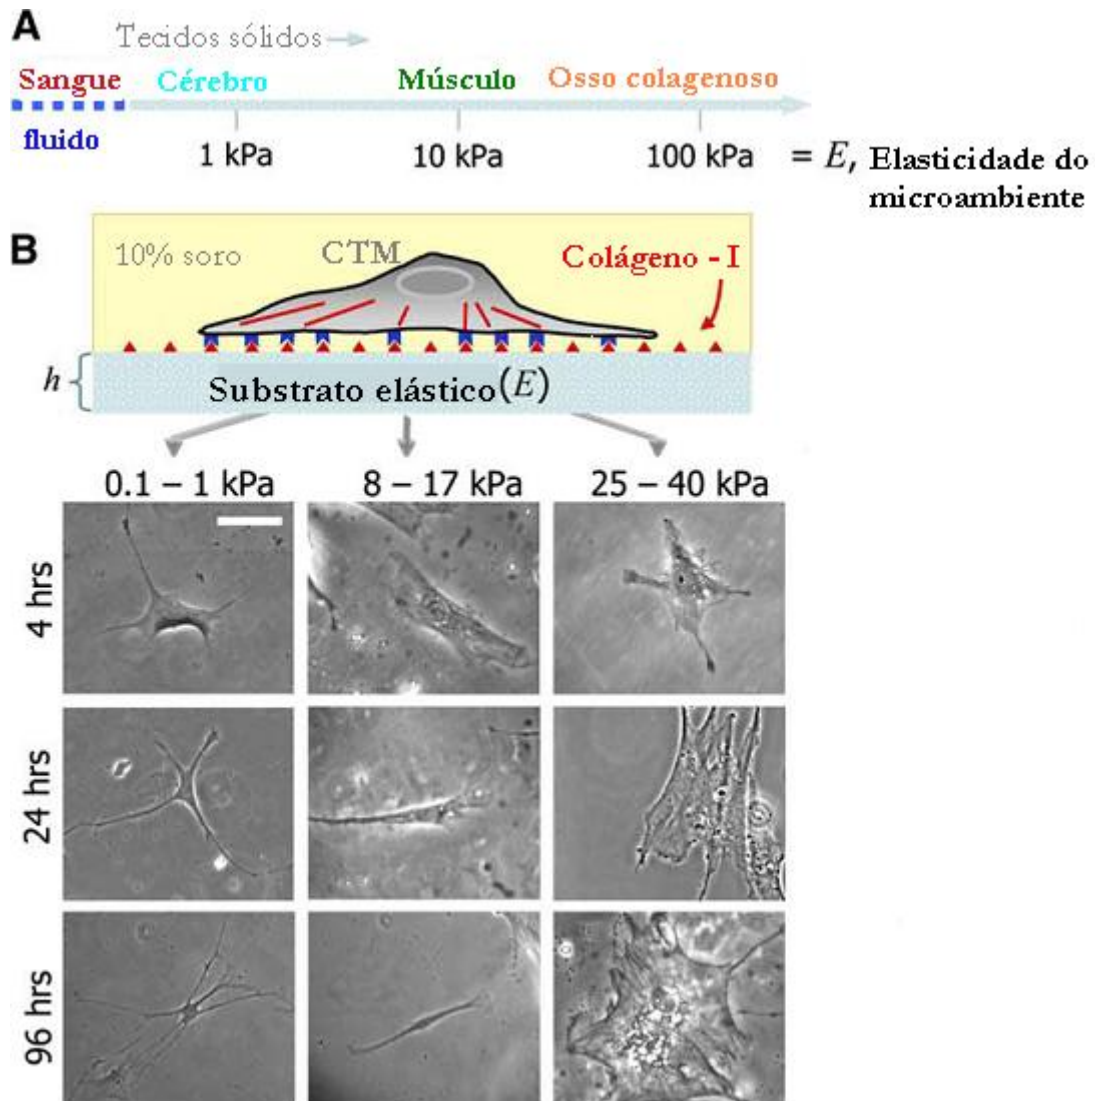 A
Tecidos sólidos
Sangue Cérebro Músculo Osso colagenoso
fluido
1 kPa 10 kPa 100 kPa = E, Elasticidade do
microambiente
B
10% soro CTM Colágeno - I
h Substrato elástico(E)
0.1 – 1 kPa 8 – 17 kPa 25 – 40 kPa
4 hrs
24 hrs
96 hrs